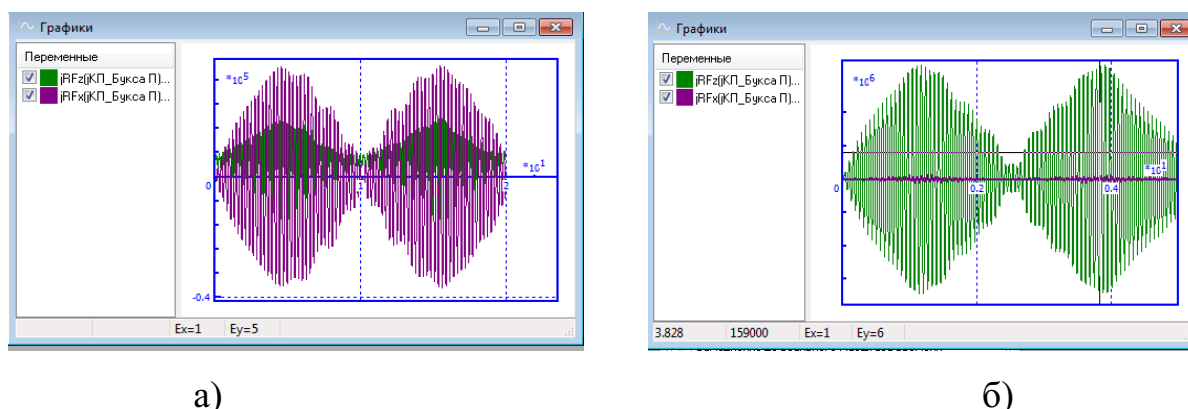 Графики
Переменные
jRFz(jКП_Букса П)...
jRFx(jКП_Букса П)...
*10⁵
*10¹
0
1
2
-0.4
Ex=1 Ey=5
а)
Графики
Переменные
jRFz(jКП_Букса П)...
jRFx(jКП_Букса П)...
*10⁶
*10¹
0
0.2
0.4
3.828 159000 Ex=1 Ey=6
б)